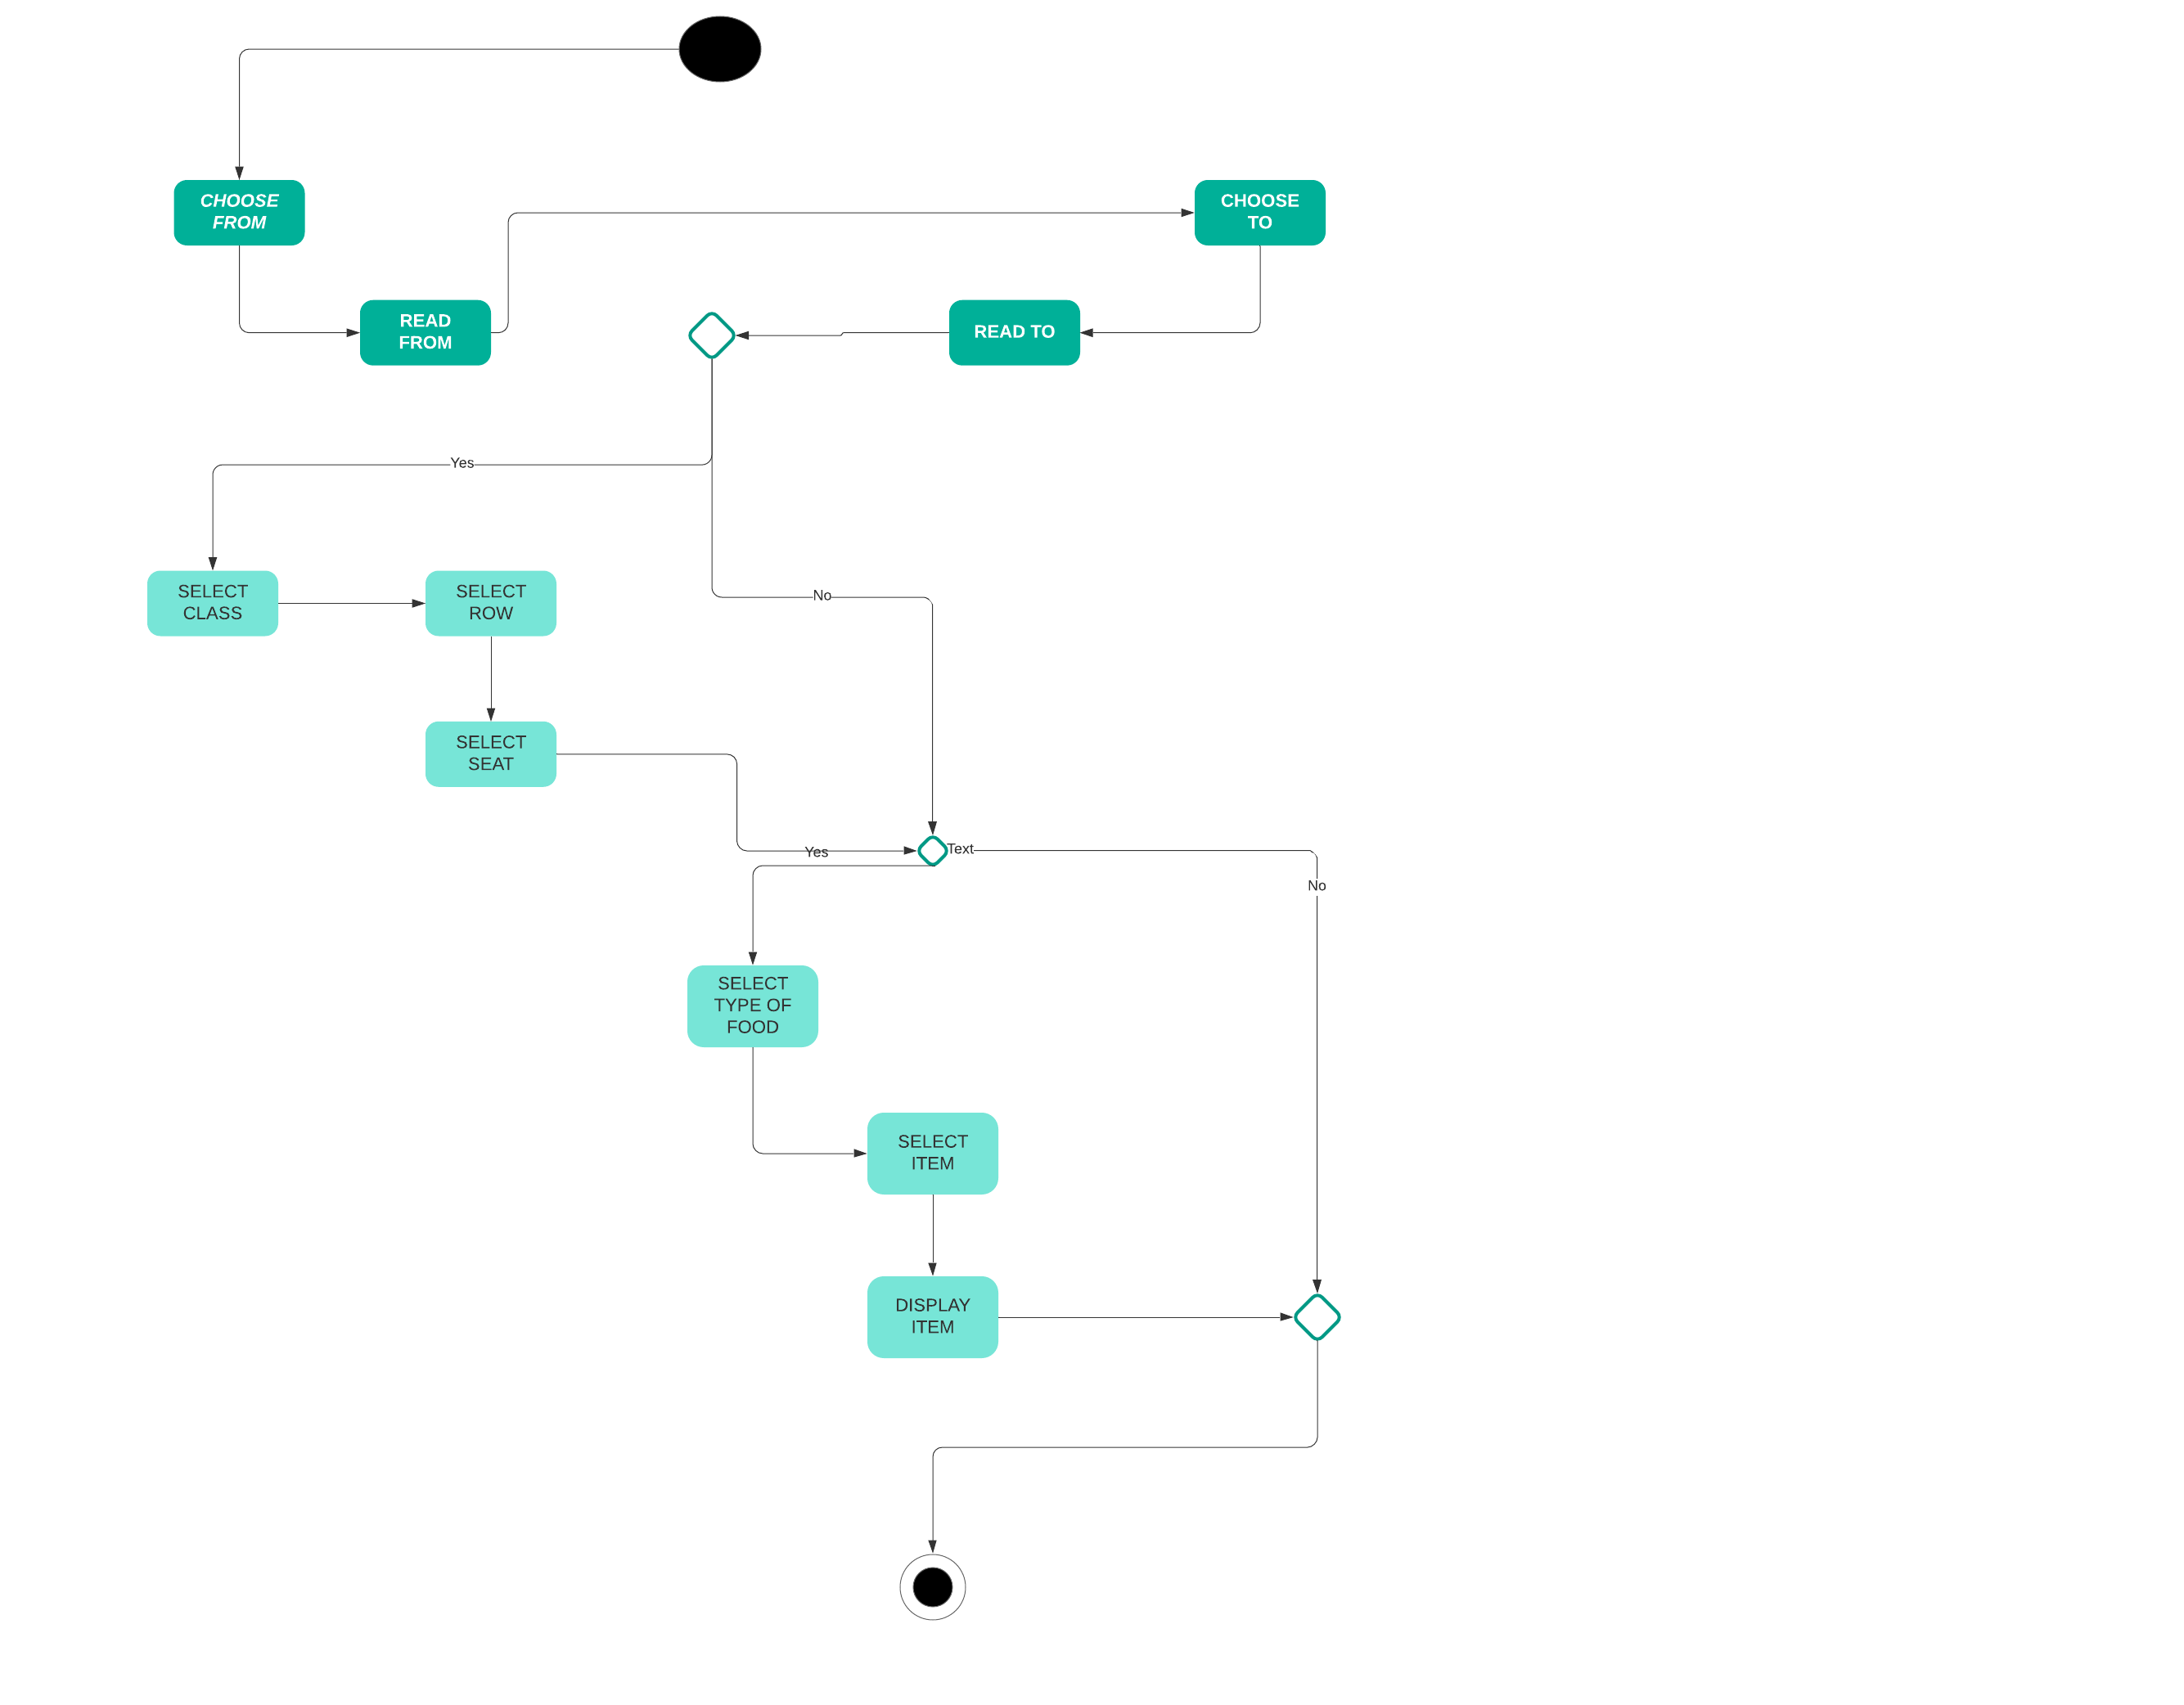 CHOOSE
FROM
CHOOSE
TO
READ
FROM
READ TO
Yes
SELECT
CLASS
SELECT
ROW
No
SELECT
SEAT
Yes
Text
No
SELECT
TYPE OF
FOOD
SELECT
ITEM
DISPLAY
ITEM